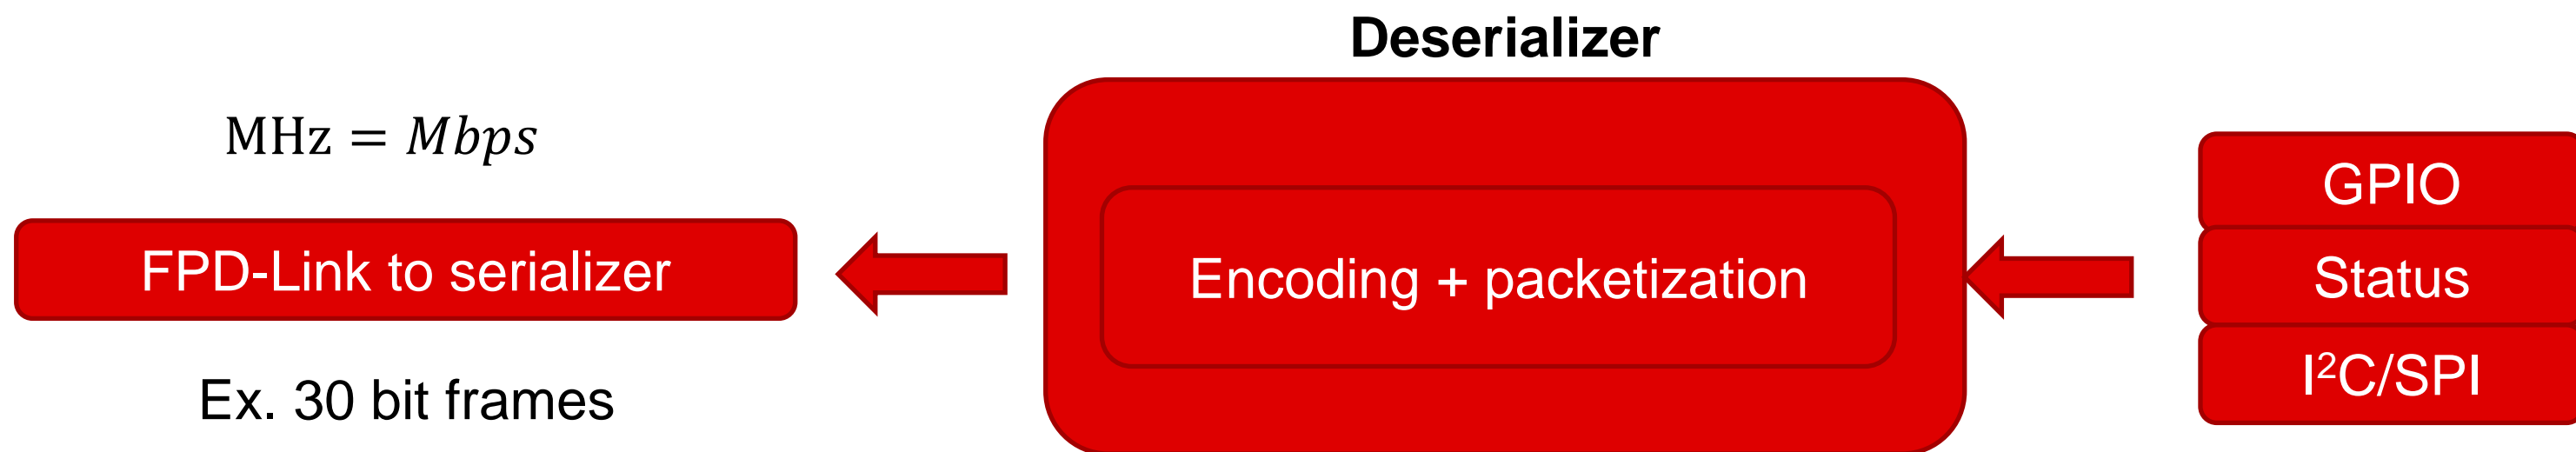 Deserializer
MHz = Mbps
FPD-Link to serializer
Ex. 30 bit frames
Encoding + packetization
GPIO
Status
I²C/SPI